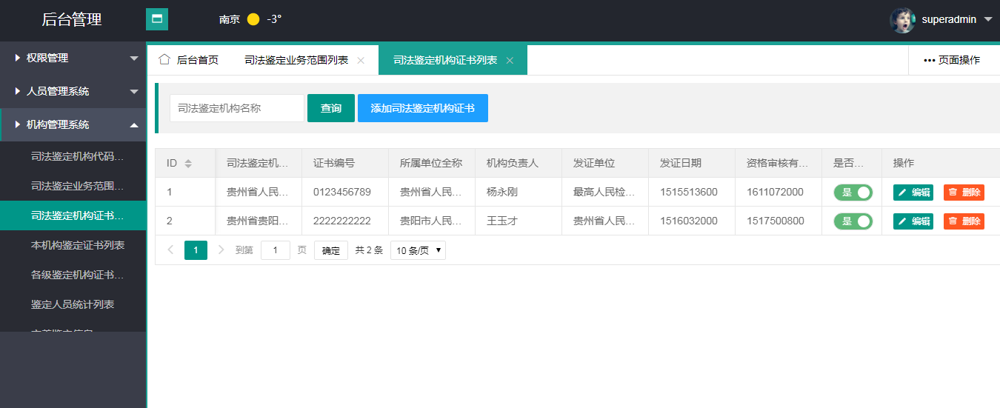 后台管理
南京 -3°
superadmin
权限管理
人员管理系统
机构管理系统
司法鉴定机构代码...
司法鉴定业务范围...
司法鉴定机构证书...
本机构鉴定证书列表
各级鉴定机构证书...
鉴定人员统计列表
后台首页 司法鉴定业务范围列表 司法鉴定机构证书列表 ••• 页面操作
司法鉴定机构名称 查询 添加司法鉴定机构证书
ID 司法鉴定机... 证书编号 所属单位全称 机构负责人 发证单位 发证日期 资格审核有... 是否... 操作
1 贵州省人民... 0123456789 贵州省人民... 杨永刚 最高人民检... 1515513600 1611072000 是 编辑 删除
2 贵州省贵阳... 2222222222 贵阳市人民... 王玉才 贵州省人民... 1516032000 1517500800 是 编辑 删除
1 到第 1 页 确定 共 2 条 10 条/页